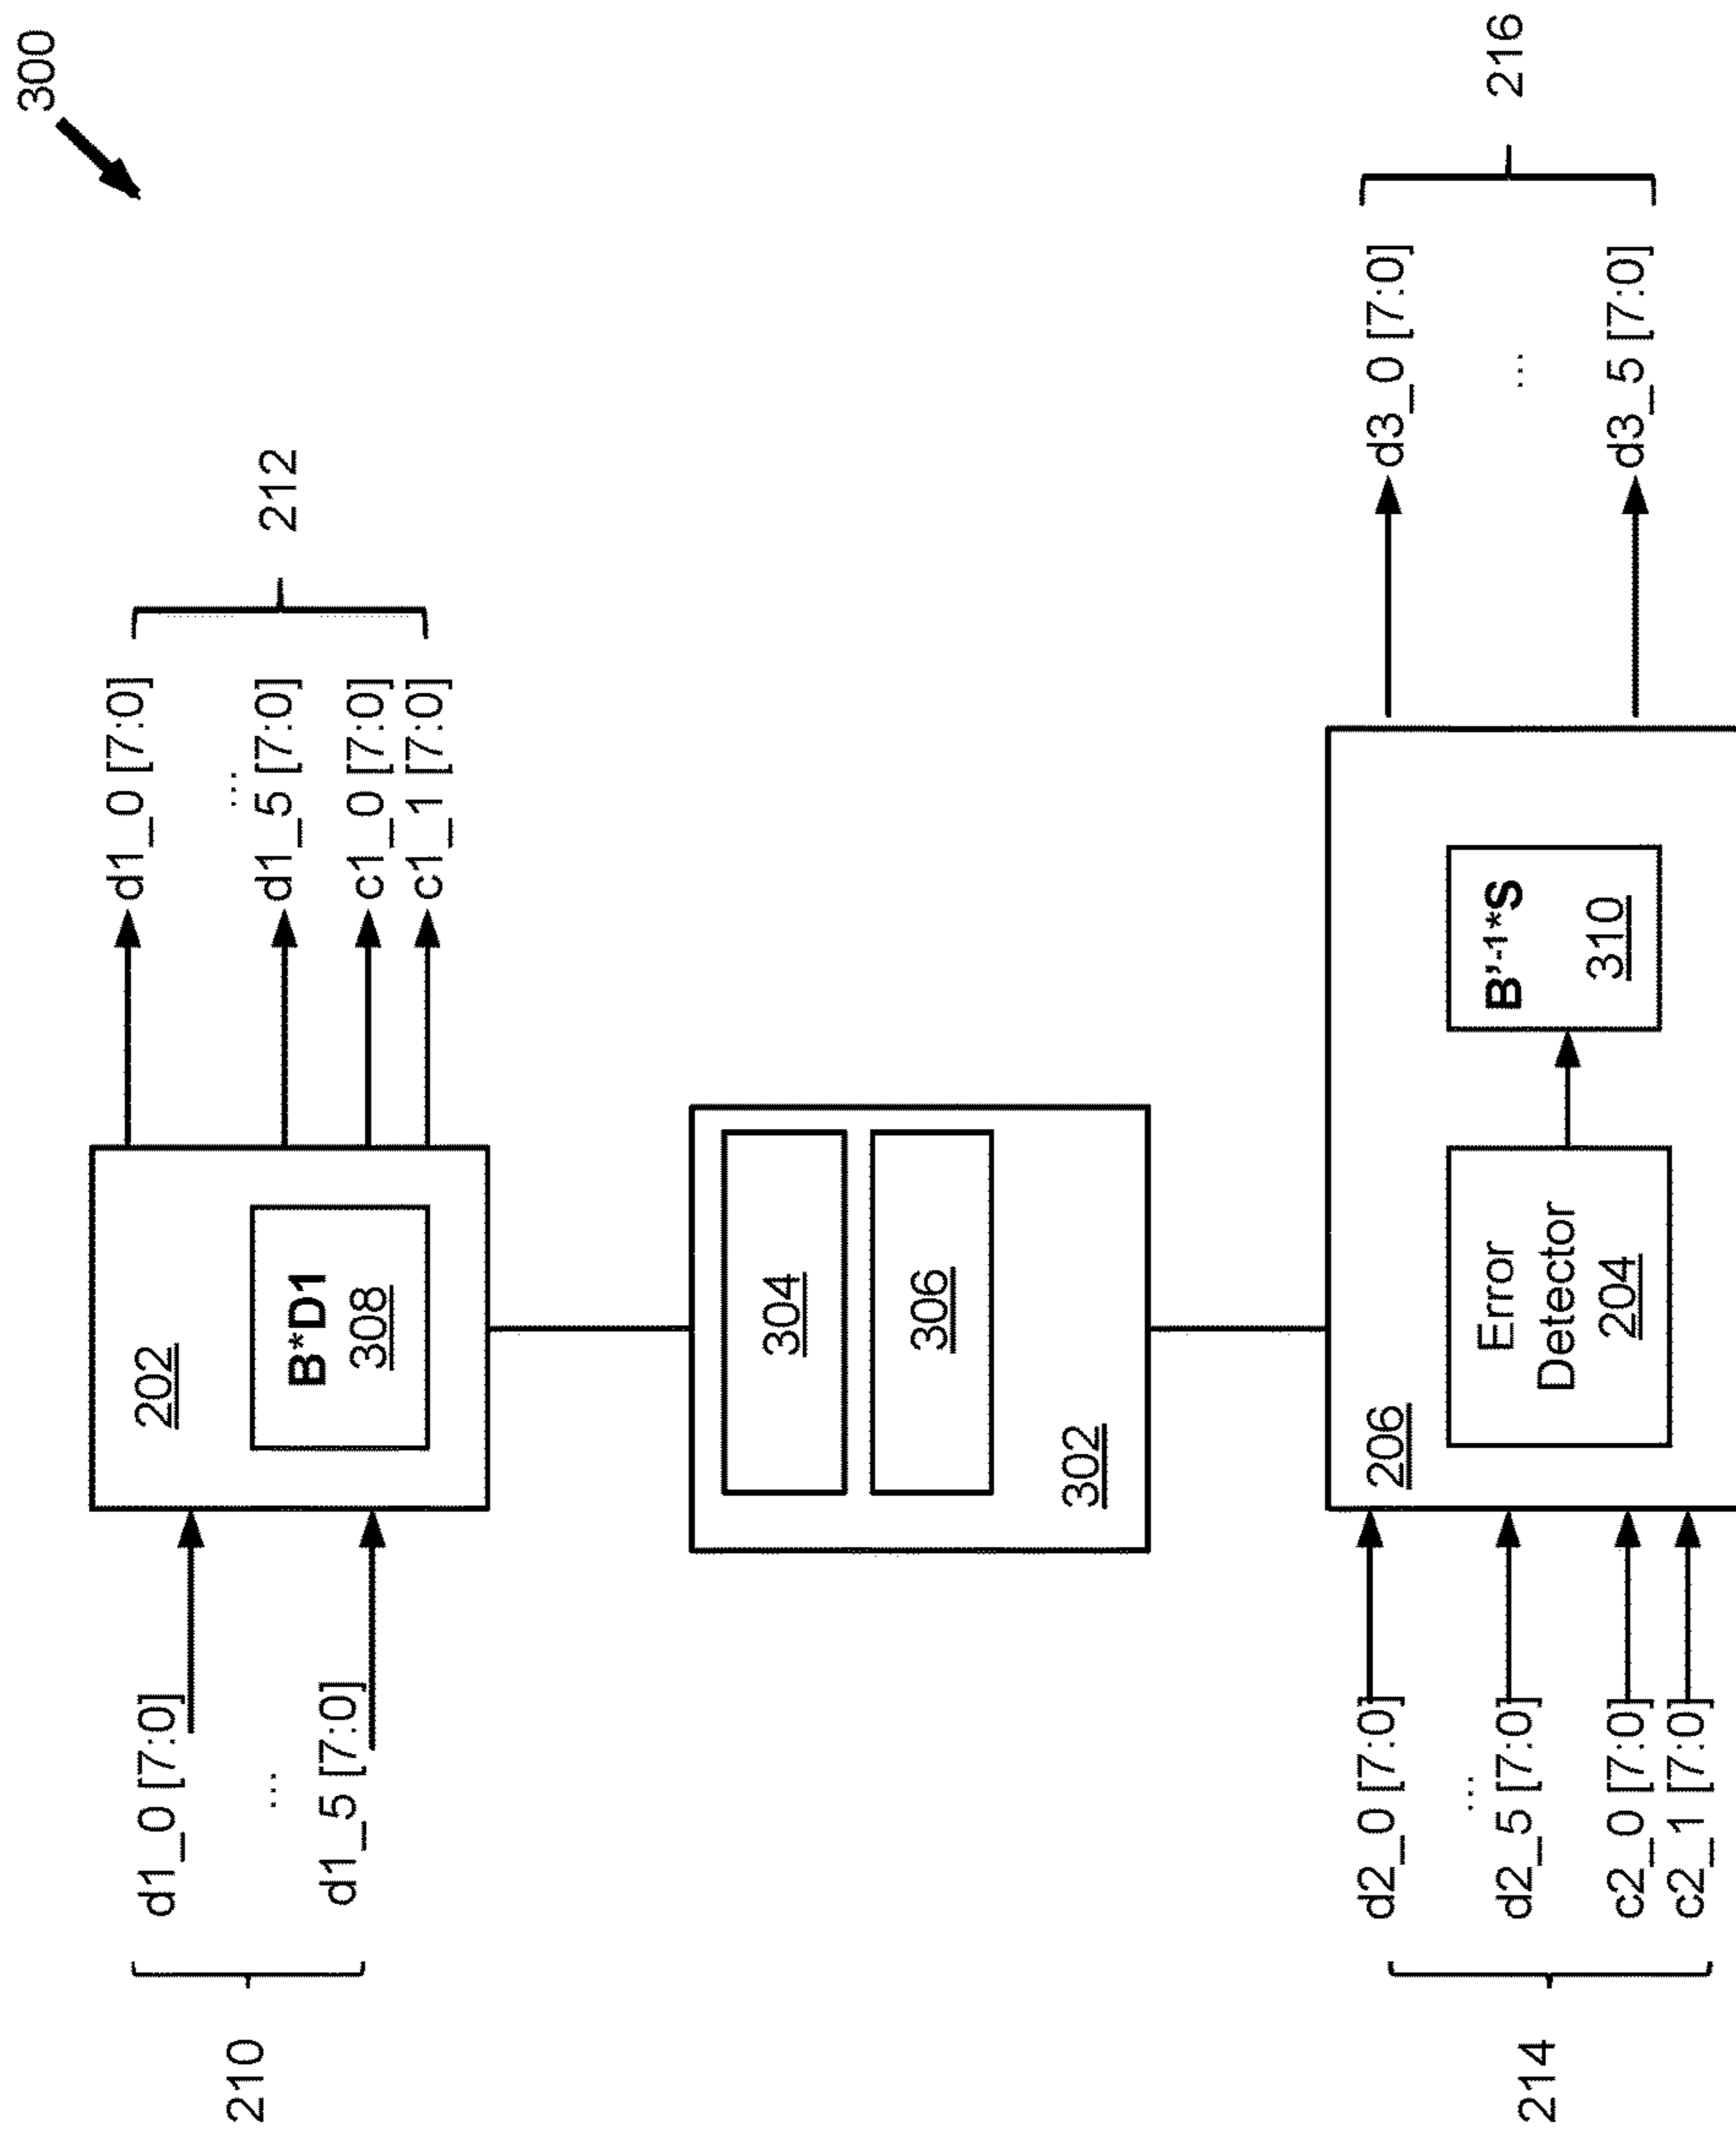 300
210
d1_0 [7:0]
...
d1_5 [7:0]
202
B*D1
308
d1_0 [7:0]
...
d1_5 [7:0]
c1_0 [7:0]
c1_1 [7:0]
212
304
306
302
214
d2_0 [7:0]
...
d2_5 [7:0]
c2_0 [7:0]
c2_1 [7:0]
206
Error
Detector
204
B'-1*S
310
d3_0 [7:0]
...
d3_5 [7:0]
216